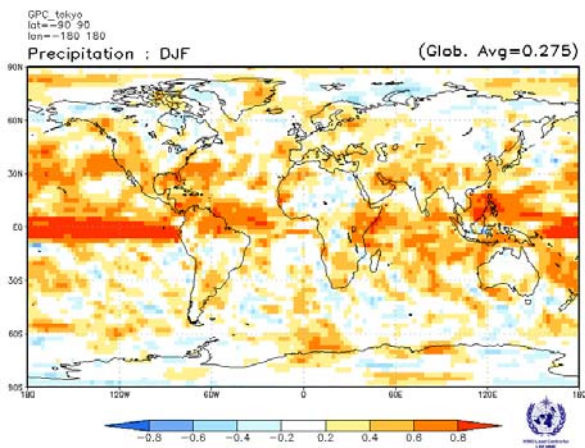 GPC_tokyo
lat=-90 90
lon=-180 180
Precipitation : DJF (Glob. Avg=0.275)
90N
60N
30N
EQ
30S
60S
90S
180 120W 60W 0 60E 120E 180
-0.8 -0.6 -0.4 -0.2 0.2 0.4 0.6 0.8